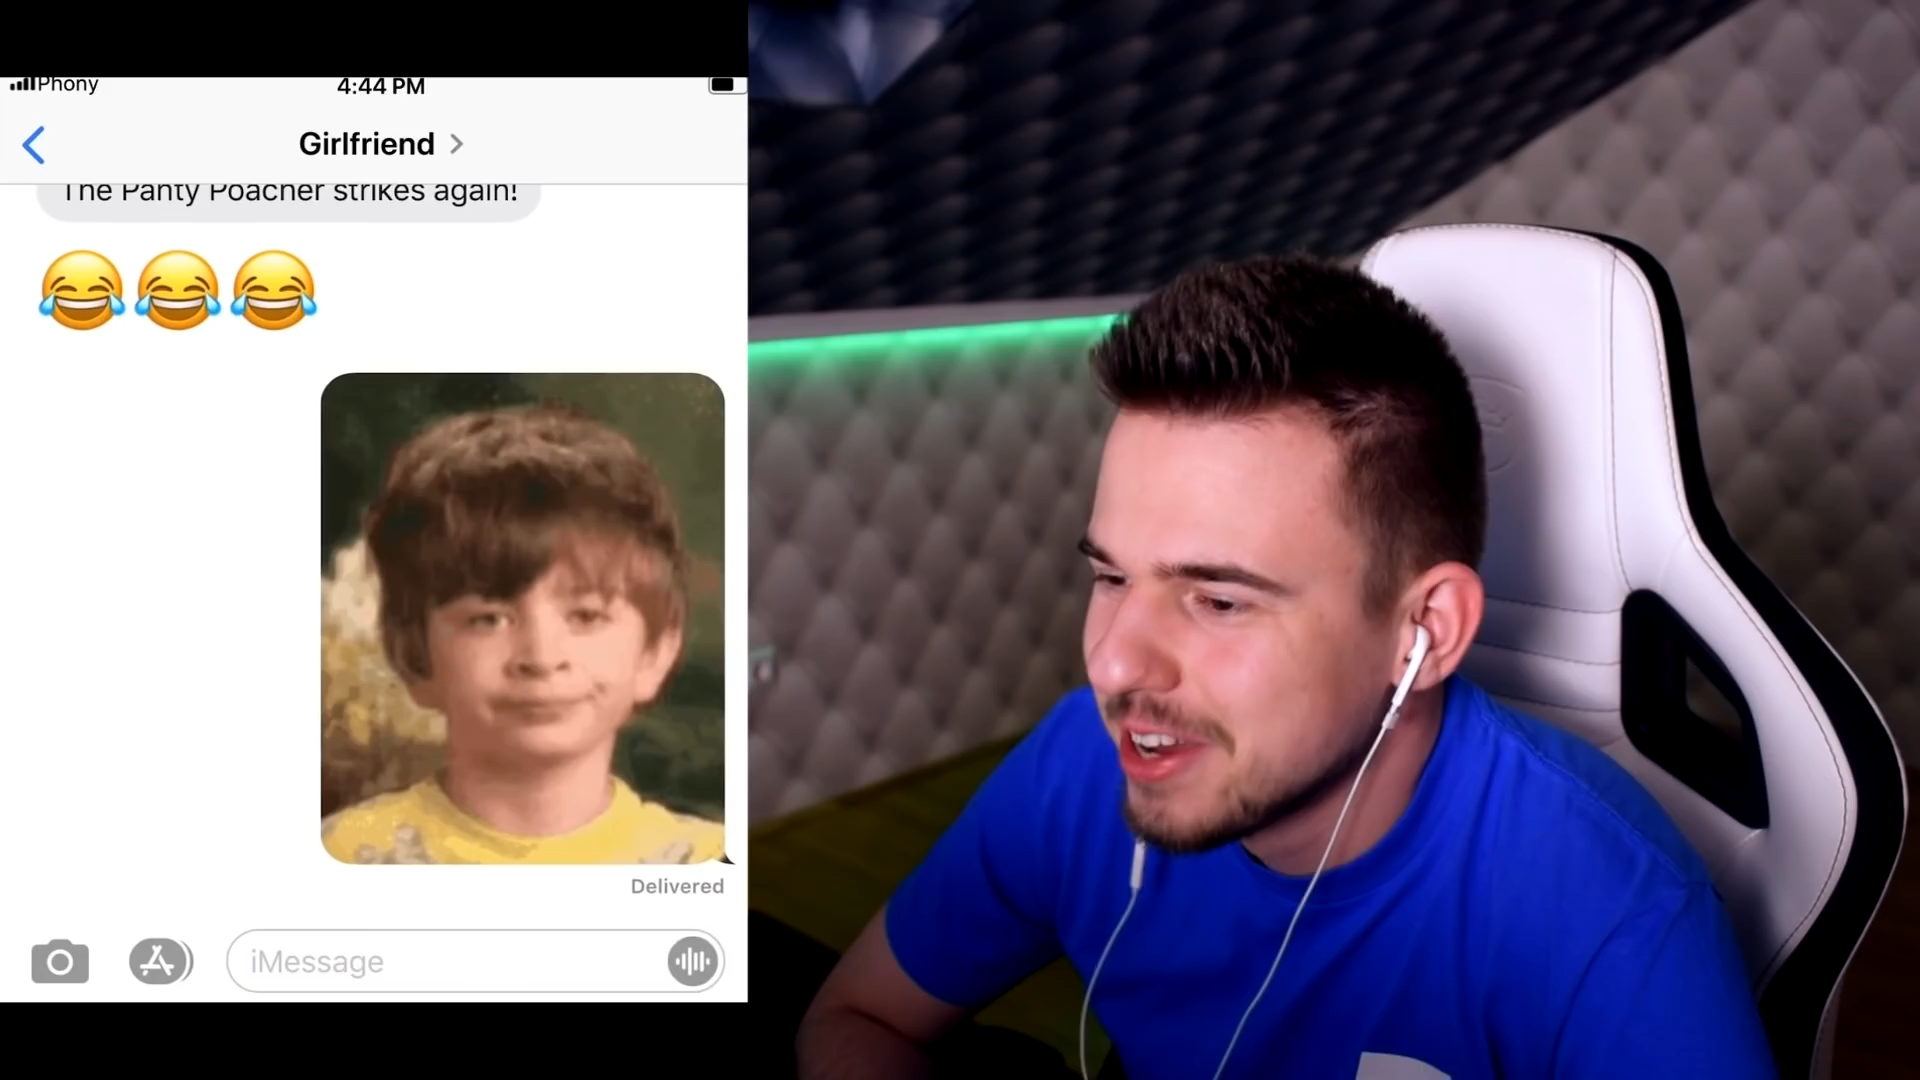 Phony
4:44 PM
Girlfriend
The Panty Poacher strikes again!
Delivered
iMessage